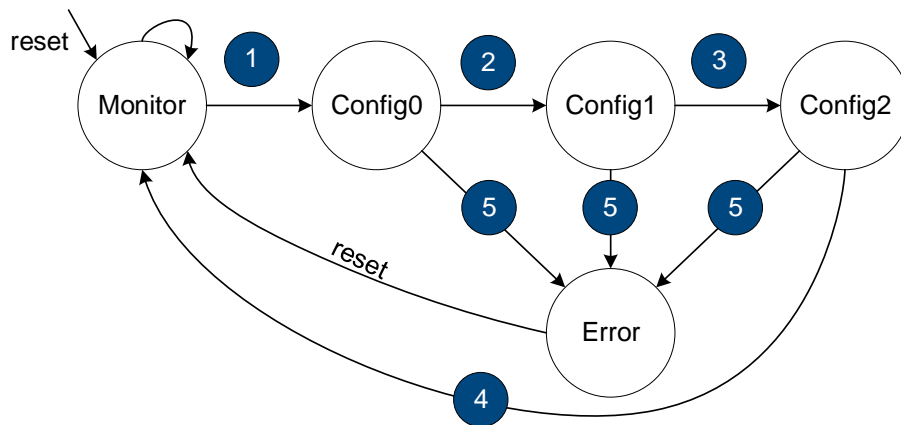 reset
1
2
3
Monitor
Config0
Config1
Config2
5
5
5
reset
Error
4